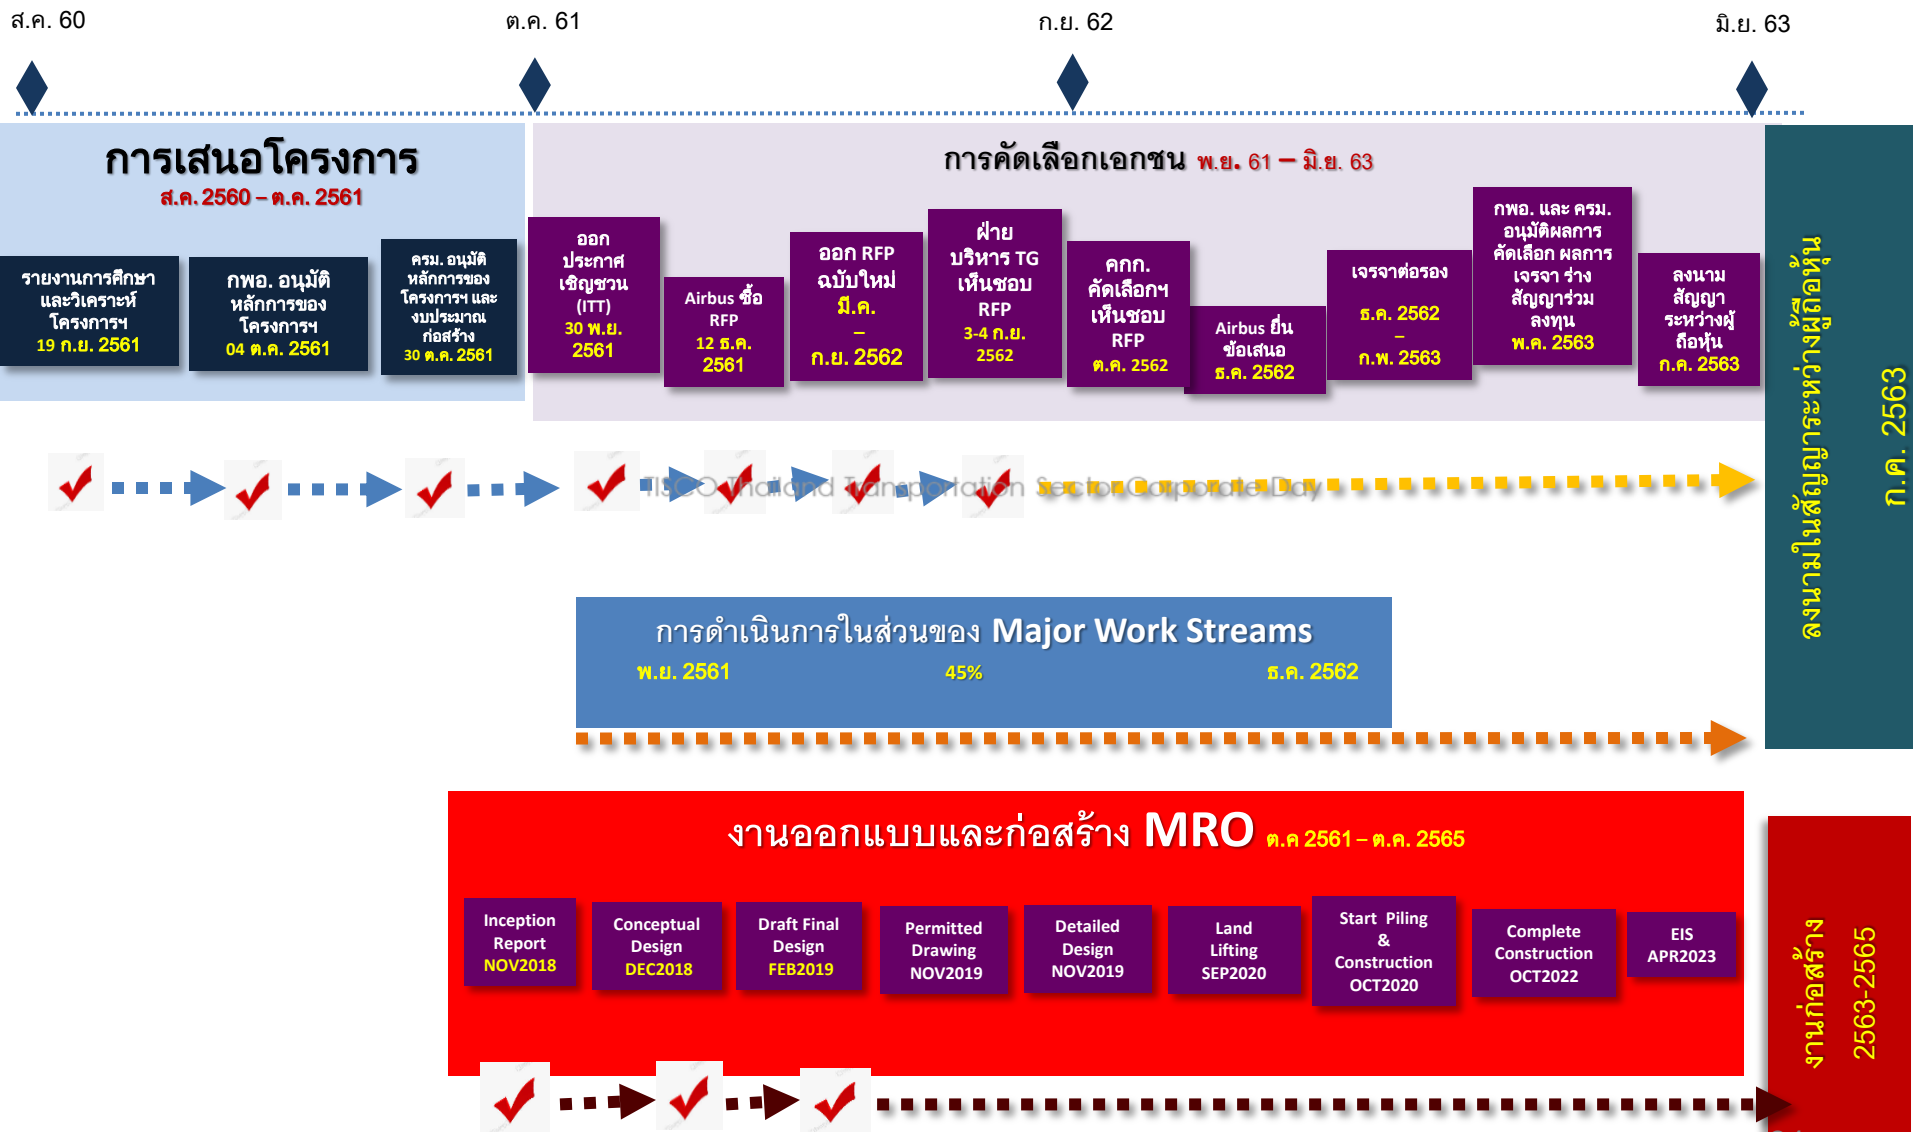 ส.ค. 60
ต.ค. 61
ก.ย. 62
มิ.ย. 63
การเสนอโครงการ
ส.ค. 2560 – ต.ค. 2561
การคัดเลือกเอกชน พ.ย. 61 – มิ.ย. 63
รายงานการศึกษา
และวิเคราะห์
โครงการฯ
19 ก.ย. 2561
กพอ. อนุมัติ
หลักการของ
โครงการฯ
04 ต.ค. 2561
ครม. อนุมัติ
หลักการของ
โครงการฯ และ
งบประมาณ
ก่อสร้าง
30 ต.ค. 2561
ออก
ประกาศ
เชิญชวน
(ITT)
30 พ.ย.
2561
Airbus ซื้อ
RFP
12 ธ.ค.
2561
ออก RFP
ฉบับใหม่
มี.ค.
–
ก.ย. 2562
ฝ่าย
บริหาร TG
เห็นชอบ
RFP
3-4 ก.ย.
2562
คกก.
คัดเลือกฯ
เห็นชอบ
RFP
ต.ค. 2562
Airbus ยื่น
ข้อเสนอ
ธ.ค. 2562
เจรจาต่อรอง
ธ.ค. 2562
–
ก.พ. 2563
กพอ. และ ครม.
อนุมัติผลการ
คัดเลือก ผลการ
เจรจา ร่าง
สัญญาร่วม
ลงทุน
พ.ค. 2563
ลงนาม
สัญญา
ระหว่างผู้
ถือหุ้น
ก.ค. 2563
ลงนามในสัญญาระหว่างผู้ถือหุ้น
ก.ค. 2563
TISCO Thailand Transportation Sector Corporate Day
การดำเนินการในส่วนของ Major Work Streams
พ.ย. 2561 45% ธ.ค. 2562
งานออกแบบและก่อสร้าง MRO ต.ค 2561 – ต.ค. 2565
Inception
Report
NOV2018
Conceptual
Design
DEC2018
Draft Final
Design
FEB2019
Permitted
Drawing
NOV2019
Detailed
Design
NOV2019
Land
Lifting
SEP2020
Start Piling
&
Construction
OCT2020
Complete
Construction
OCT2022
EIS
APR2023
งานก่อสร้าง
2563-2565